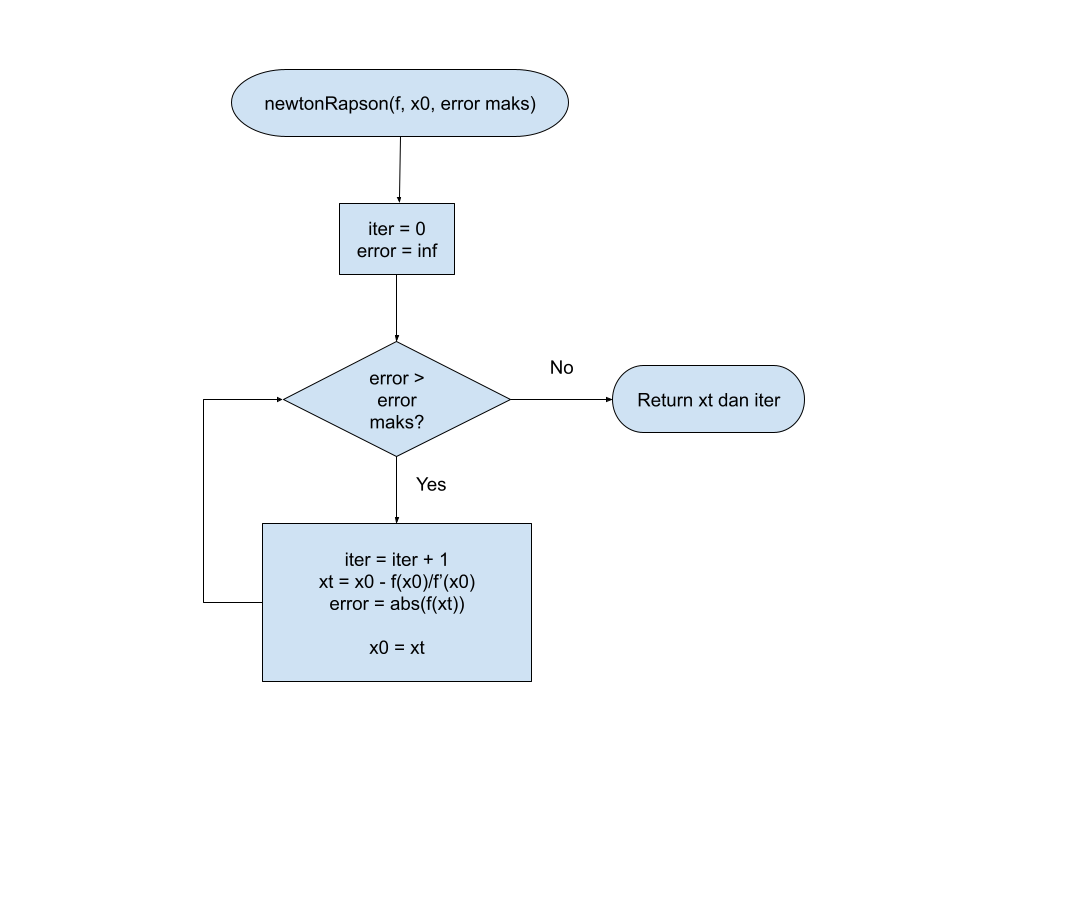 newtonRapson(f, x0, error maks)
iter = 0
error = inf
error >
error
maks?
No
Return xt dan iter
Yes
iter = iter + 1
xt = x0 - f(x0)/f’(x0)
error = abs(f(xt))
x0 = xt